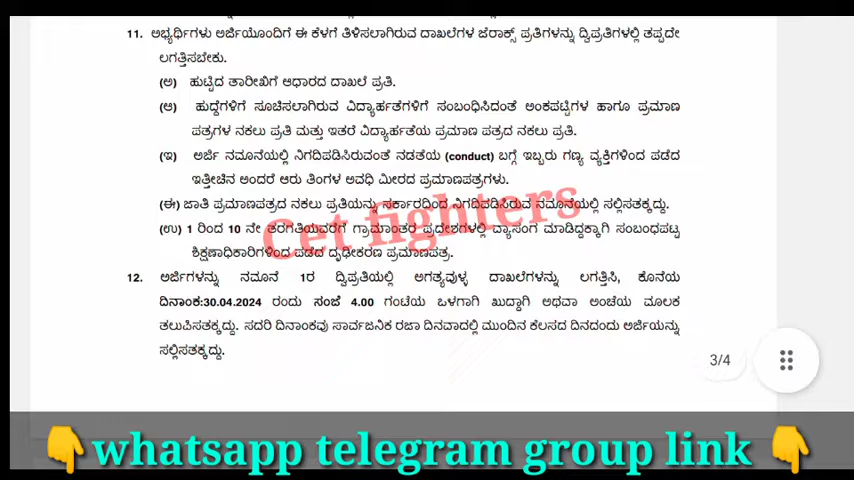 11. ಅಭ್ಯರ್ಥಿಗಳು ಅರ್ಜಿಯೊಂದಿಗೆ ಈ ಕೆಳಗೆ ತಿಳಿಸಲಾಗಿರುವ ದಾಖಲೆಗಳ ಜೆರಾಕ್ಸ್ ಪ್ರತಿಗಳನ್ನು ದ್ವಿಪ್ರತಿಗಳಲ್ಲಿ ತಪ್ಪದೇ
ಲಗತ್ತಿಸಬೇಕು.
(ಅ) ಹುಟ್ಟಿದ ತಾರೀಖಿಗೆ ಆಧಾರದ ದಾಖಲೆ ಪ್ರತಿ.
(ಆ) ಹುದ್ದೆಗಳಿಗೆ ಸೂಚಿಸಲಾಗಿರುವ ವಿದ್ಯಾರ್ಹತೆಗಳಿಗೆ ಸಂಬಂಧಿಸಿದಂತೆ ಅಂಕಪಟ್ಟಿಗಳ ಹಾಗೂ ಪ್ರಮಾಣ
ಪತ್ರಗಳ ನಕಲು ಪ್ರತಿ ಮತ್ತು ಇತರೆ ವಿದ್ಯಾರ್ಹತೆಯ ಪ್ರಮಾಣ ಪತ್ರದ ನಕಲು ಪ್ರತಿ.
(ಇ) ಅರ್ಜಿ ನಮೂನೆಯಲ್ಲಿ ನಿಗದಿಪಡಿಸಿರುವಂತೆ ನಡತೆಯ (conduct) ಬಗ್ಗೆ ಇಬ್ಬರು ಗಣ್ಯ ವ್ಯಕ್ತಿಗಳಿಂದ ಪಡೆದ
ಇತ್ತೀಚಿನ ಅಂದರೆ ಆರು ತಿಂಗಳ ಅವಧಿ ಮೀರದ ಪ್ರಮಾಣಪತ್ರಗಳು.
(ಈ) ಜಾತಿ ಪ್ರಮಾಣಪತ್ರದ ನಕಲು ಪ್ರತಿಯನ್ನು ಸರ್ಕಾರದಿಂದ ನಿಗದಿಪಡಿಸಿರುವ ನಮೂನೆಯಲ್ಲಿ ಸಲ್ಲಿಸತಕ್ಕದ್ದು.
Cet fighters
(ಉ) 1 ರಿಂದ 10 ನೇ ತರಗತಿಯವರೆಗೆ ಗ್ರಾಮಾಂತರ ಪ್ರದೇಶಗಳಲ್ಲಿ ವ್ಯಾಸಂಗ ಮಾಡಿದ್ದಕ್ಕಾಗಿ ಸಂಬಂಧಪಟ್ಟ
ಶಿಕ್ಷಣಾಧಿಕಾರಿಗಳಿಂದ ಪಡೆದ ದೃಢೀಕರಣ ಪ್ರಮಾಣಪತ್ರ.
12. ಅರ್ಜಿಗಳನ್ನು ನಮೂನೆ 1ರ ದ್ವಿಪ್ರತಿಯಲ್ಲಿ ಅಗತ್ಯವುಳ್ಳ ದಾಖಲೆಗಳನ್ನು ಲಗತ್ತಿಸಿ, ಕೊನೆಯ
ದಿನಾಂಕ:30.04.2024 ರಂದು ಸಂಜೆ 4.00 ಗಂಟೆಯ ಒಳಗಾಗಿ ಖುದ್ದಾಗಿ ಅಥವಾ ಅಂಚೆಯ ಮೂಲಕ
ತಲುಪಿಸತಕ್ಕದ್ದು. ಸದರಿ ದಿನಾಂಕವು ಸಾರ್ವಜನಿಕ ರಜಾ ದಿನವಾದಲ್ಲಿ ಮುಂದಿನ ಕೆಲಸದ ದಿನದಂದು ಅರ್ಜಿಯನ್ನು
ಸಲ್ಲಿಸತಕ್ಕದ್ದು.
3/4
👇whatsapp telegram group link 👇